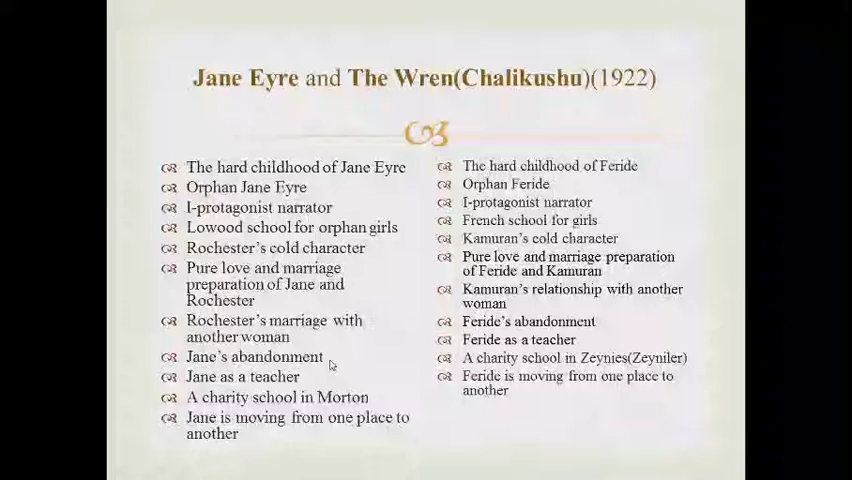 Jane Eyre and The Wren(Chalikushu)(1922)
The hard childhood of Jane Eyre
Orphan Jane Eyre
I-protagonist narrator
Lowood school for orphan girls
Rochester's cold character
Pure love and marriage
preparation of Jane and
Rochester
Rochester's marriage with
another woman
Jane's abandonment
Jane as a teacher
A charity school in Morton
Jane is moving from one place to
another
The hard childhood of Feride
Orphan Feride
I-protagonist narrator
French school for girls
Kamuran's cold character
Pure love and marriage preparation
of Feride and Kamuran
Kamuran's relationship with another
woman
Feride's abandonment
Feride as a teacher
A charity school in Zeynies(Zeyniler)
Feride is moving from one place to
another